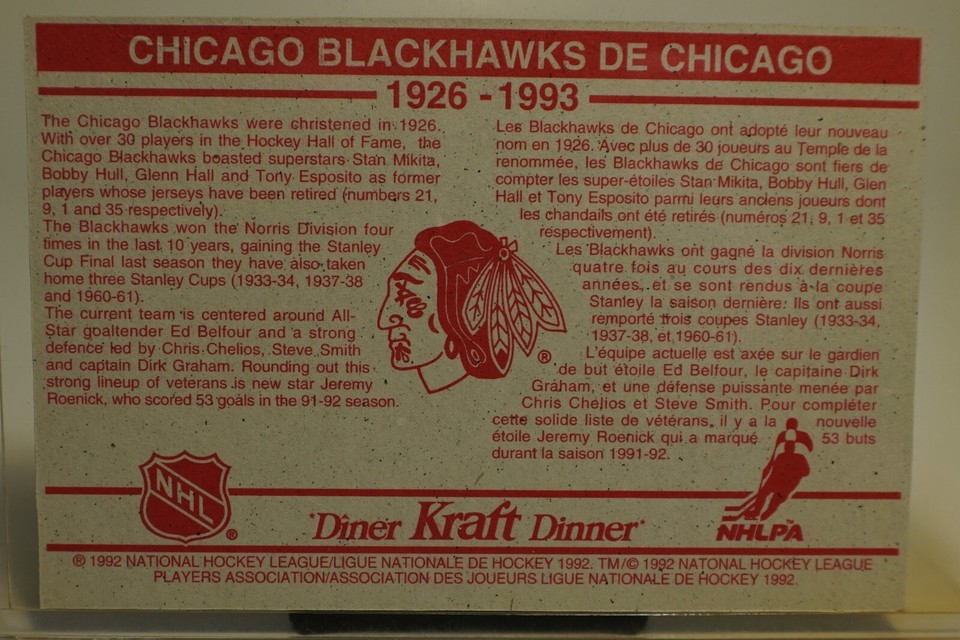 CHICAGO BLACKHAWKS DE CHICAGO
1926 - 1993
The Chicago Blackhawks were christened in 1926.
With over 30 players in the Hockey Hall of Fame, the
Chicago Blackhawks boasted superstars Stan Mikita,
Bobby Hull, Glenn Hall and Tony Esposito as former
players whose jerseys have been retired (numbers 21,
9, 1 and 35 respectively).
The Blackhawks won the Norris Division four
times in the last 10 years, gaining the Stanley
Cup Final last season they have also taken
home three Stanley Cups (1933-34, 1937-38
and 1960-61).
The current team is centered around All-
Star goaltender Ed Belfour and a strong
defence led by Chris Chelios, Steve Smith
and captain Dirk Graham. Rounding out this
strong lineup of veterans is new star Jeremy
Roenick, who scored 53 goals in the 91-92 season.
Les Blackhawks de Chicago ont adopté leur nouveau
nom en 1926. Avec plus de 30 joueurs au Temple de la
renommée, les Blackhawks de Chicago sont fiers de
compter les super-étoiles Stan Mikita, Bobby Hull, Glen
Hall et Tony Esposito parmi leurs anciens joueurs dont
les chandails ont été retirés (numéros 21, 9, 1 et 35
respectivement).
Les Blackhawks ont gagné la division Norris
quatre fois au cours des dix dernières
années, et se sont rendus à la coupe
Stanley la saison dernière. Ils ont aussi
remporté trois coupes Stanley (1933-34,
1937-38, et 1960-61).
L'équipe actuelle est axée sur le gardien
de but étoile Ed Belfour, le capitaine Dirk
Graham, et une défense puissante menée par
Chris Chelios et Steve Smith. Pour compléter
cette solide liste de vétérans, il y a la nouvelle
étoile Jeremy Roenick qui a marqué 53 buts
durant la saison 1991-92.
®
NHL ®
"Dîner Kraft Dinner"
NHLPA™
® 1992 NATIONAL HOCKEY LEAGUE/LIGUE NATIONALE DE HOCKEY 1992. TM/© 1992 NATIONAL HOCKEY LEAGUE
PLAYERS ASSOCIATION/ASSOCIATION DES JOUEURS LIGUE NATIONALE DE HOCKEY 1992.